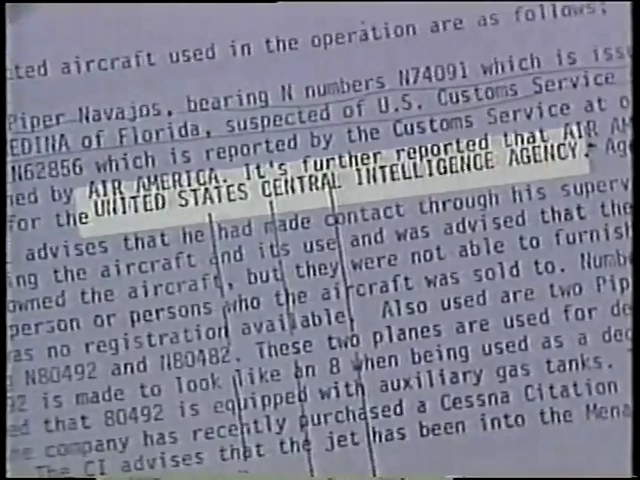 ted aircraft used in the operation are as follows;
Piper Navajos, bearing N numbers N74091 which is iss
EDINA of Florida, suspected of U.S. Customs Service
N62856 which is reported by the Customs Service at o
ned by AIR AMERICA. It's further reported that AIR AM
for the UNITED STATES CENTRAL INTELLIGENCE AGENCY. Age
advises that he had made contact through his superv
ing the aircraft and its use and was advised that the
owned the aircraft, but they were not able to furnish
person or persons who the aircraft was sold to. Numb
as no registration available. Also used are two Pip
N80492 and N80482. These two planes are used for de
92 is made to look like an 8 when being used as a dec
ed that 80492 is equipped with auxiliary gas tanks.
e company has recently purchased a Cessna Citation
The CI advises that the jet has been into the Mena